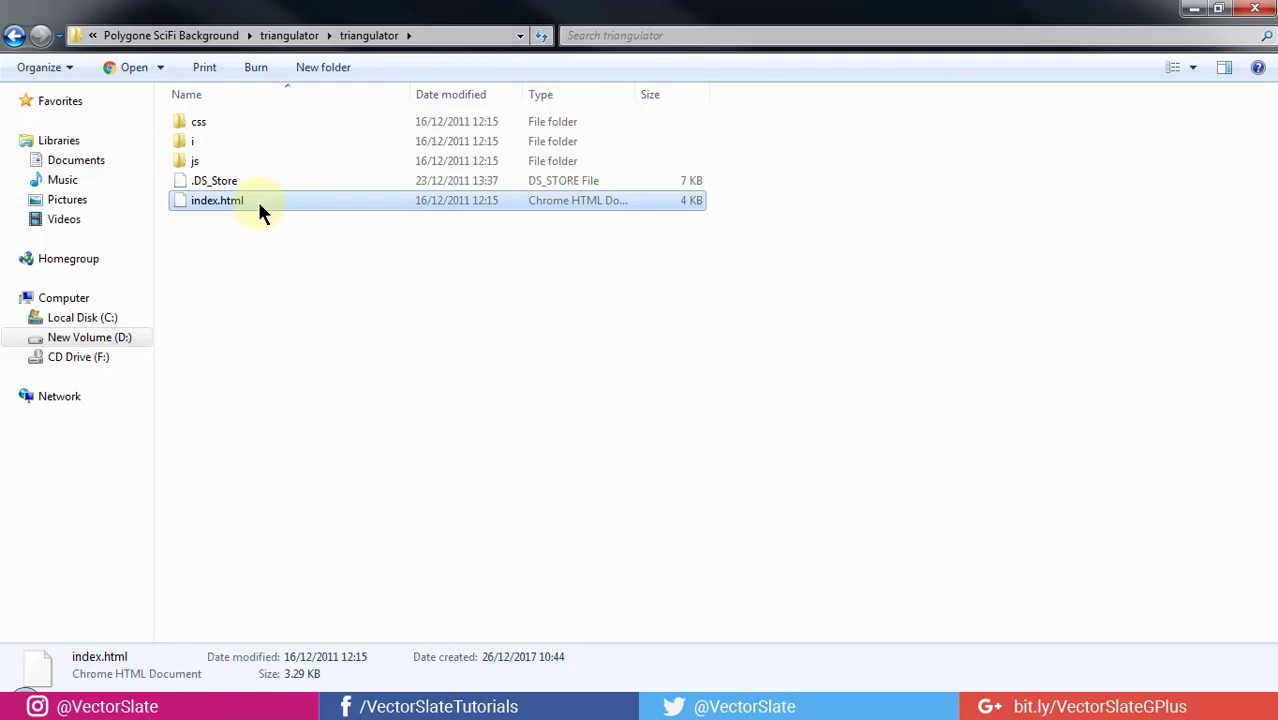 « Polygone SciFi Background triangulator triangulator
Search triangulator
Organize Open Print Burn New folder
Name Date modified Type Size
Favorites
Libraries
Documents
Music
Pictures
Videos
Homegroup
Computer
Local Disk (C:)
New Volume (D:)
CD Drive (F:)
Network
css 16/12/2011 12:15 File folder
i 16/12/2011 12:15 File folder
js 16/12/2011 12:15 File folder
.DS_Store 23/12/2011 13:37 DS_STORE File 7 KB
index.html 16/12/2011 12:15 Chrome HTML Do... 4 KB
index.html Date modified: 16/12/2011 12:15 Date created: 26/12/2017 10:44
Chrome HTML Document Size: 3.29 KB
@VectorSlate /VectorSlateTutorials @VectorSlate G+ bit.ly/VectorSlateGPlus